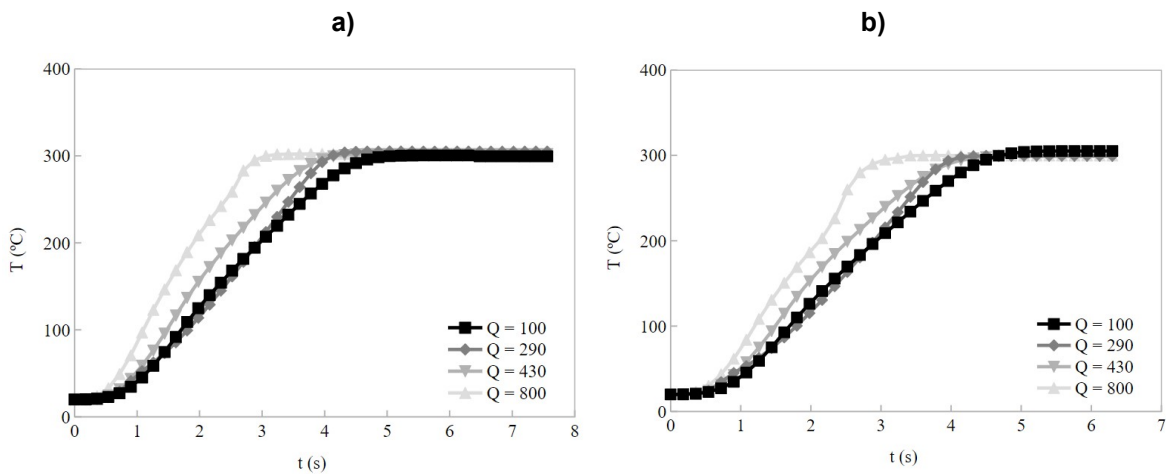 a)
400
300
200
100
0
T (ºC)
0 1 2 3 4 5 6 7 8
t (s)
Q = 100
Q = 290
Q = 430
Q = 800
b)
400
300
200
100
0
T (ºC)
0 1 2 3 4 5 6 7
t (s)
Q = 100
Q = 290
Q = 430
Q = 800